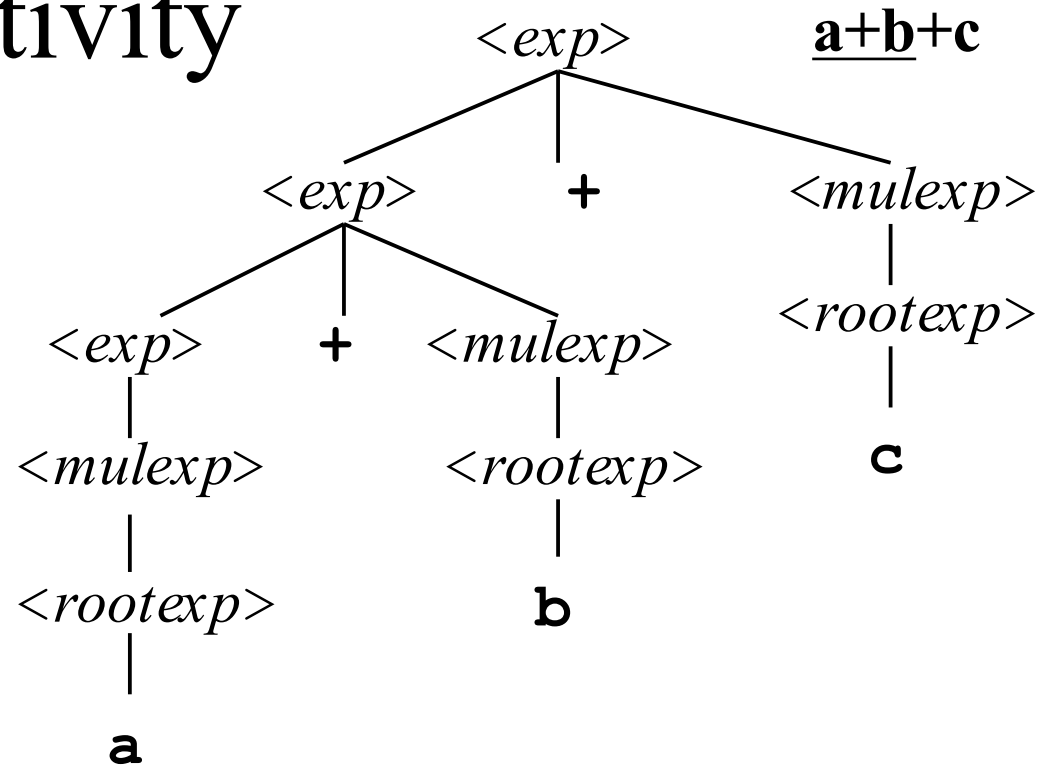 tivity
<exp> a+b+c
<exp> + <mulexp>
<rootexp>
<exp> + <mulexp>
<mulexp> <rootexp> c
<rootexp> b
a